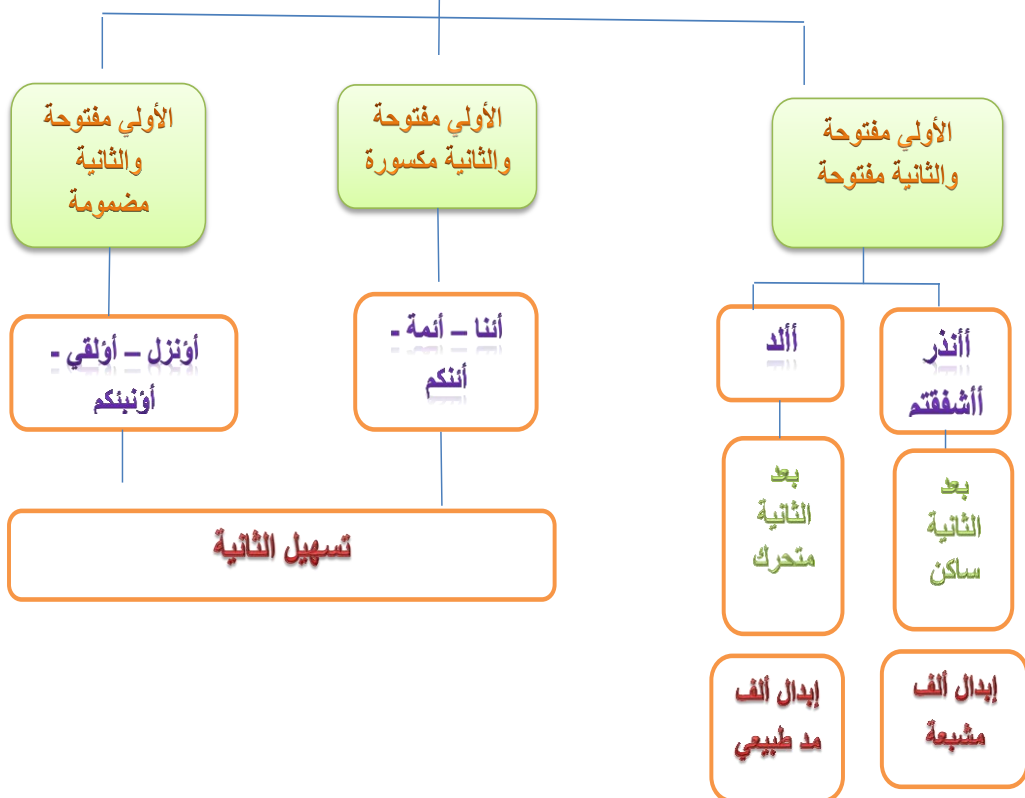 الأولي مفتوحة
والثانية مفتوحة
الأولي مفتوحة
والثانية مكسورة
الأولي مفتوحة
والثانية
مضمومة
أأنذر
أأشفقتم
أألد
أئنا – أئمة -
أئنكم
أؤنزل – أؤلقي -
أؤنبئكم
بعد
الثانية
ساكن
بعد
الثانية
متحرك
تسهيل الثانية
إبدال ألف
مشبعة
إبدال ألف
مد طبيعي